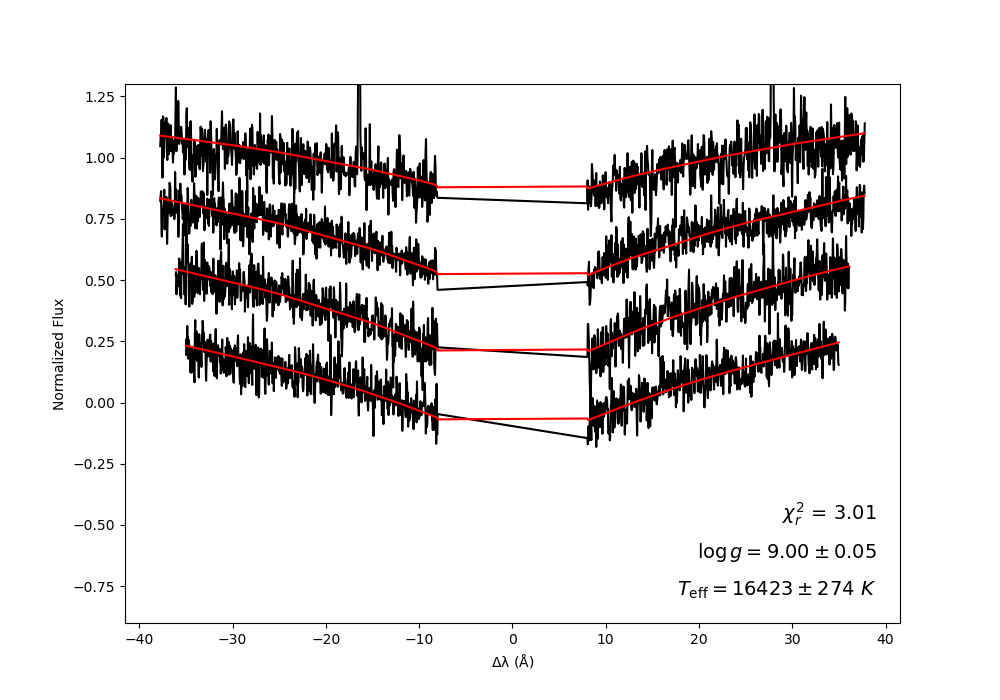 1.25
1.00
0.75
0.50
0.25
0.00
−0.25
−0.50
−0.75
Normalized Flux
χ²ᵣ = 3.01
log g = 9.00 ± 0.05
T_eff = 16423 ± 274 K
−40 −30 −20 −10 0 10 20 30 40
Δλ (Å)